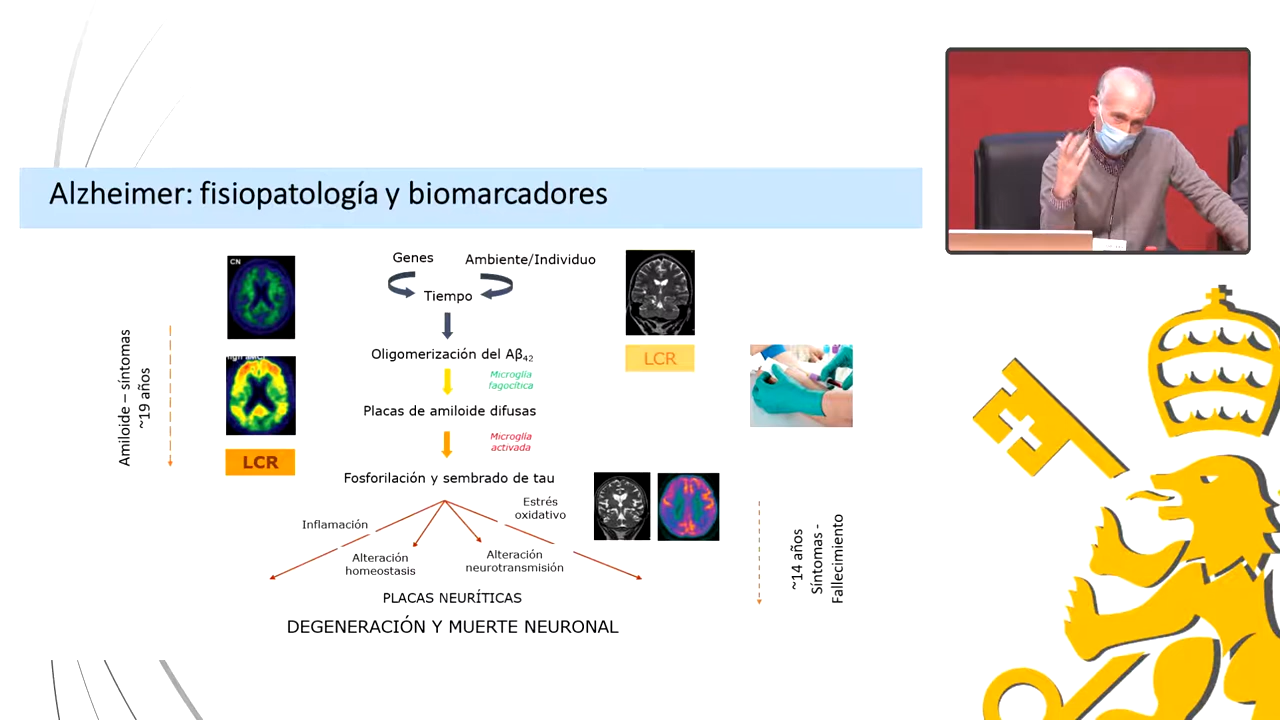 Alzheimer: fisiopatología y biomarcadores
CN
Genes
Ambiente/Individuo
Tiempo
Oligomerización del Aβ₄₂
LCR
Microglía
fagocítica
Placas de amiloide difusas
Amiloide – síntomas
~19 años
Microglía
activada
LCR
Fosforilación y sembrado de tau
Estrés
oxidativo
Inflamación
Alteración
homeostasis
Alteración
neurotransmisión
~14 años
Síntomas -
Fallecimiento
PLACAS NEURÍTICAS
DEGENERACIÓN Y MUERTE NEURONAL